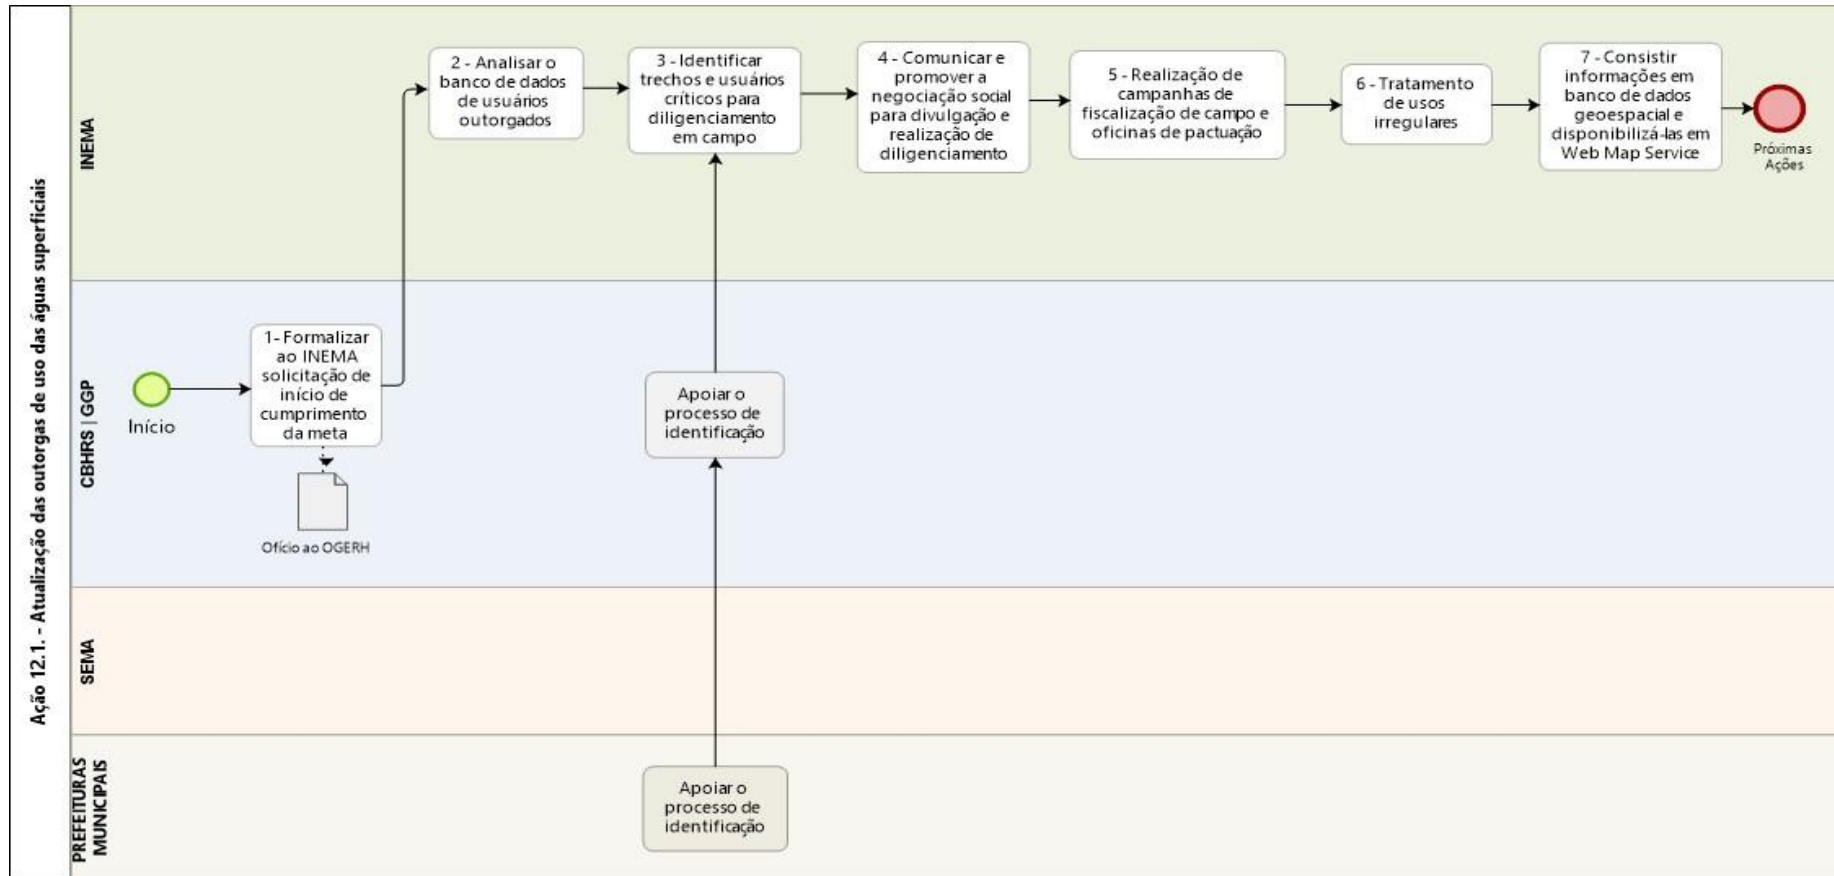 Ação 12.1. - Atualização das outorgas de uso das águas superficiais
INEMA
2 - Analisar o
banco de dados
de usuários
outorgados
3 - Identificar
trechos e usuários
críticos para
diligenciamento
em campo
4 - Comunicar e
promover a
negociação social
para divulgação e
realização de
diligenciamento
5 - Realização de
campanhas de
fiscalização de campo e
oficinas de pactuação
6 - Tratamento
de usos
irregulares
7 - Consistir
informações em
banco de dados
geoespacial e
disponibilizá-las em
Web Map Service
Próximas
Ações
CBHRS | GGP
Início
1- Formalizar
ao INEMA
solicitação de
início de
cumprimento
da meta
Ofício ao OGERH
Apoiar o
processo de
identificação
SEMA
PREFEITURAS
MUNICIPAIS
Apoiar o
processo de
identificação